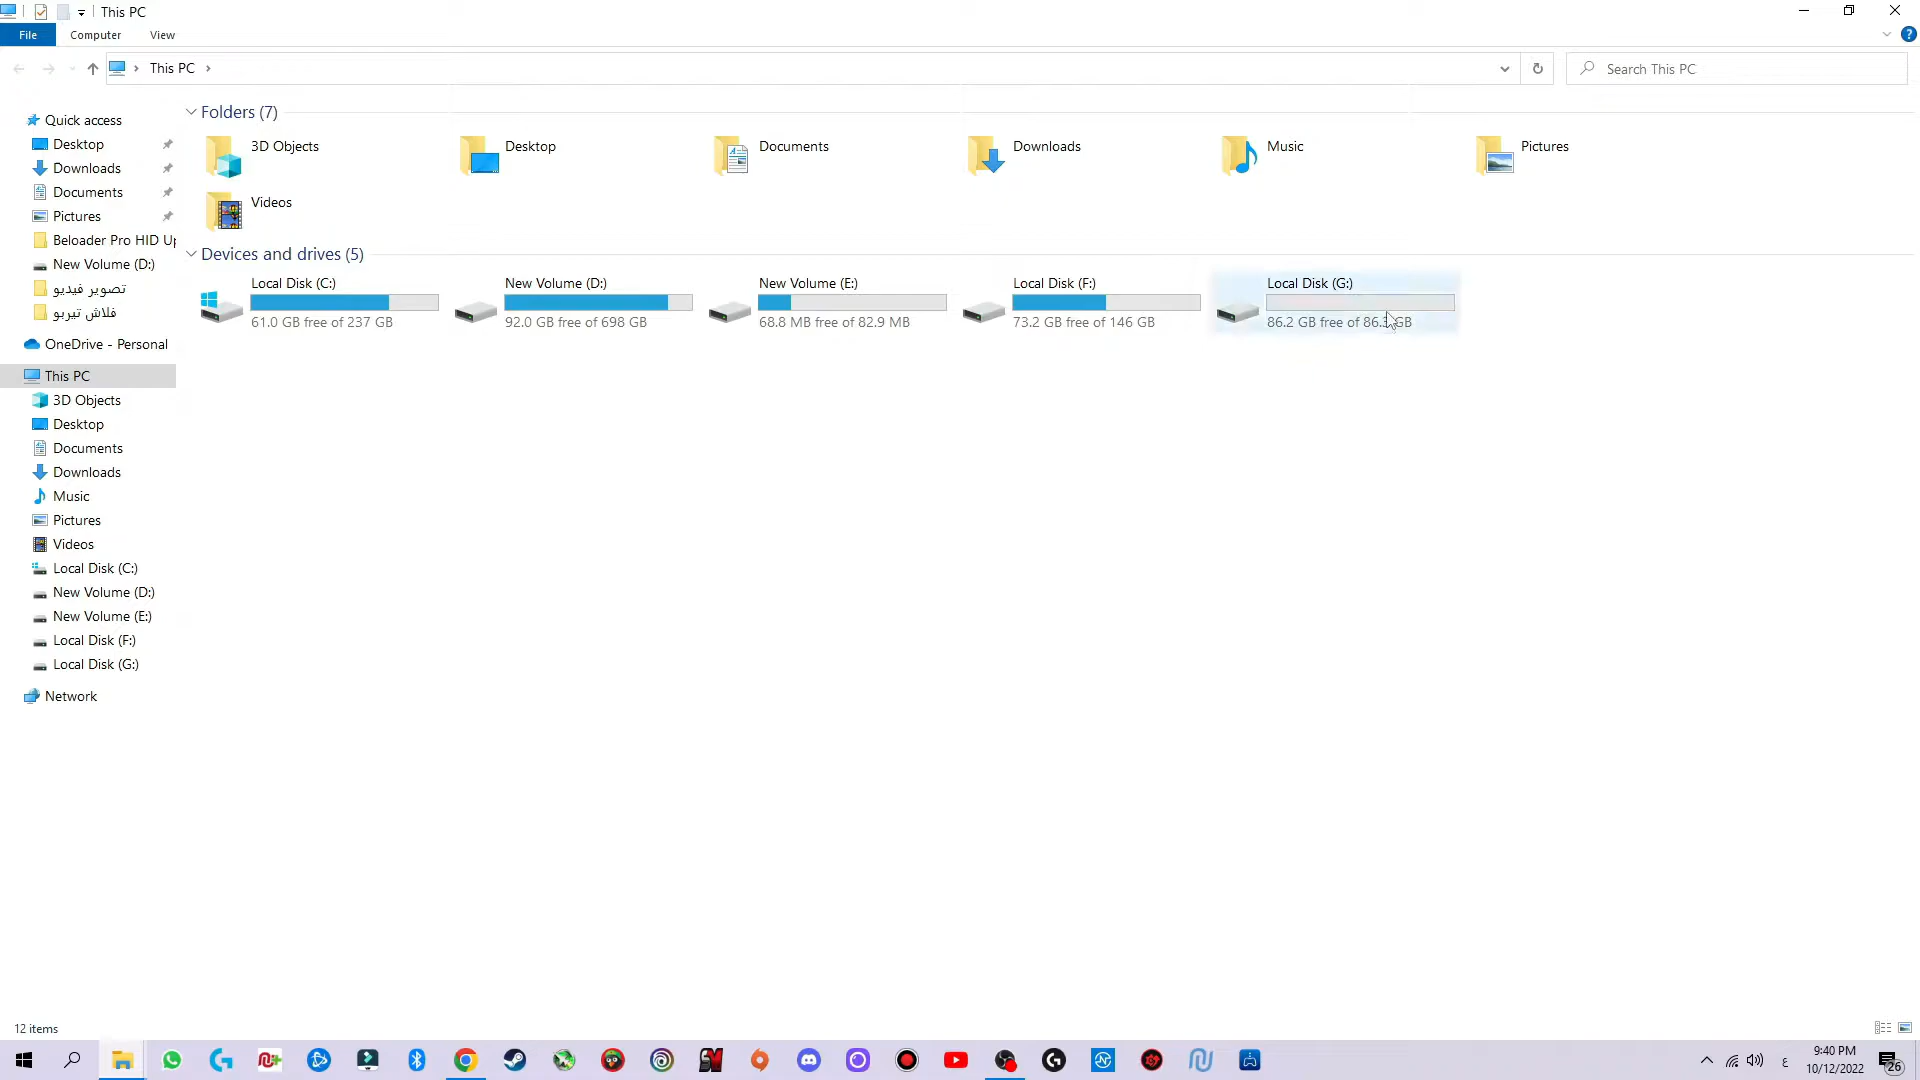 This PC
File
Computer
View
This PC
Search This PC
Quick access
Desktop
Downloads
Documents
Pictures
Beloader Pro HID Up
New Volume (D:)
تصوير فيديو
فلاش تيربو
OneDrive - Personal
This PC
3D Objects
Desktop
Documents
Downloads
Music
Pictures
Videos
Local Disk (C:)
New Volume (D:)
New Volume (E:)
Local Disk (F:)
Local Disk (G:)
Network
Folders (7)
3D Objects
Desktop
Documents
Downloads
Music
Pictures
Videos
Devices and drives (5)
Local Disk (C:)
61.0 GB free of 237 GB
New Volume (D:)
92.0 GB free of 698 GB
New Volume (E:)
68.8 MB free of 82.9 MB
Local Disk (F:)
73.2 GB free of 146 GB
Local Disk (G:)
86.2 GB free of 86.3 GB
12 items
ع
9:40 PM
10/12/2022
26